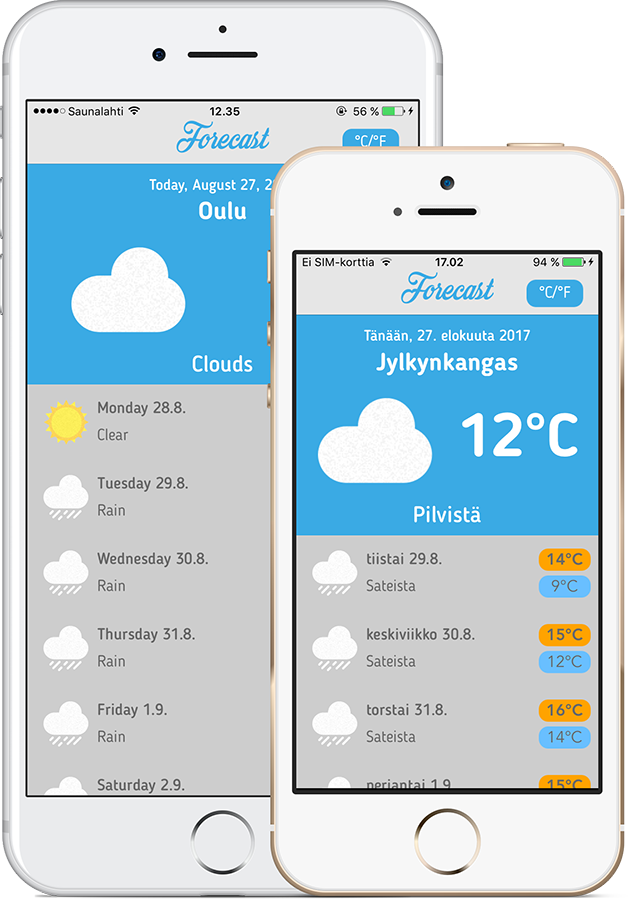 Saunalahti
12.35
56 %
Forecast
°C/°F
Today, August 27, 2
Oulu
Clouds
Monday 28.8.
Clear
Tuesday 29.8.
Rain
Wednesday 30.8.
Rain
Thursday 31.8.
Rain
Friday 1.9.
Rain
Saturday 2.9.
Ei SIM-korttia
17.02
94 %
Forecast
°C/°F
Tänään, 27. elokuuta 2017
Jylkynkangas
12°C
Pilvistä
tiistai 29.8.
14°C
Sateista
9°C
keskiviikko 30.8.
15°C
Sateista
12°C
torstai 31.8.
16°C
Sateista
14°C
perjantai 1.9.
15°C